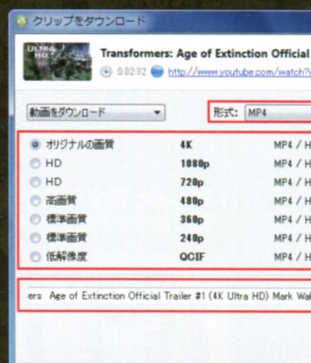 クリップをダウンロード
ULTRA HD
Transformers: Age of Extinction Official
0:02:32 http://www.youtube.com/watch?
動画をダウンロード 形式: MP4
オリジナルの画質 4K MP4 / H
HD 1080p MP4 / H
HD 720p MP4 / H
高画質 480p MP4 / H
標準画質 360p MP4 / H
標準画質 240p MP4 / H
低解像度 QCIF MP4 / H
ers Age of Extinction Official Trailer #1 (4K Ultra HD) Mark Wal